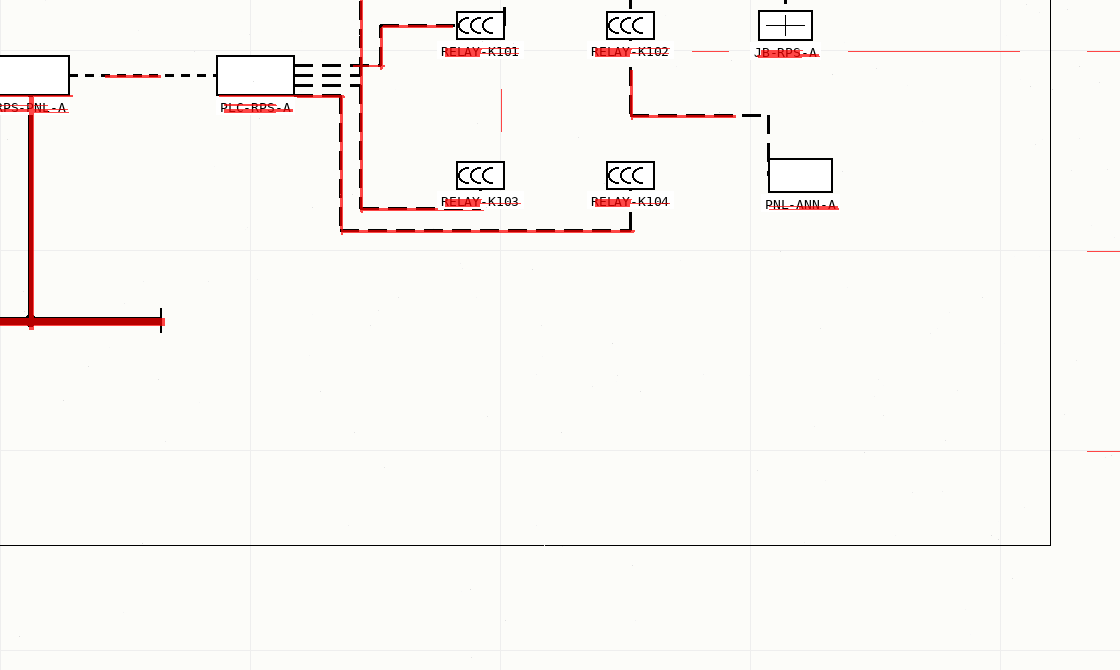 RELAY-K101
RELAY-K102
JB-RPS-A
RPS-PNL-A
PLC-RPS-A
RELAY-K103
RELAY-K104
PNL-ANN-A